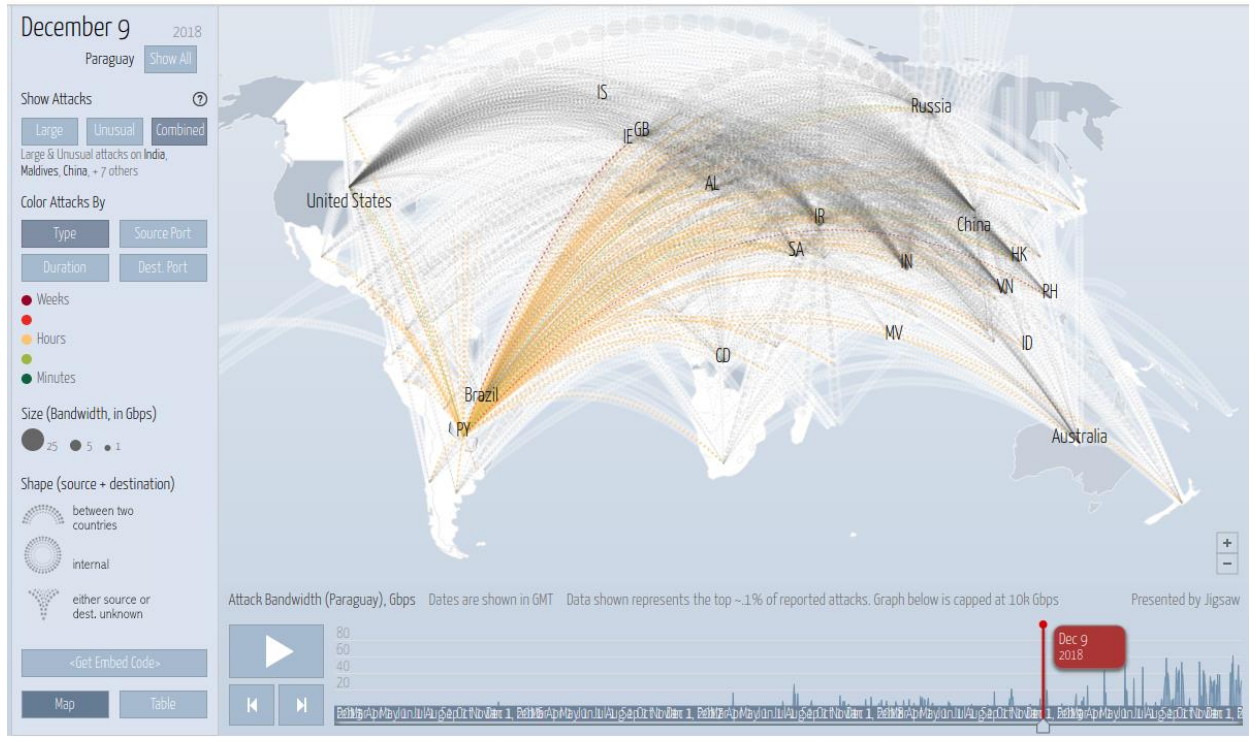 December 9 2018
Paraguay Show All
Show Attacks ?
Large Unusual Combined
Large & Unusual attacks on India,
Maldives, China, + 7 others
Color Attacks By
Type Source Port
Duration Dest. Port
Weeks
Hours
Minutes
Size (Bandwidth, in Gbps)
25 5 1
Shape (source + destination)
between two
countries
internal
either source or
dest. unknown
<Get Embed Code>
Map Table
IS
Russia
IE GB
AL
United States
IR
China
SA
IN
HK
VN
PH
MV
ID
CD
Brazil
PY
Australia
+
−
Attack Bandwidth (Paraguay), Gbps Dates are shown in GMT Data shown represents the top ~.1% of reported attacks. Graph below is capped at 10k Gbps Presented by Jigsaw
80
60
40
20
Dec 9
2018